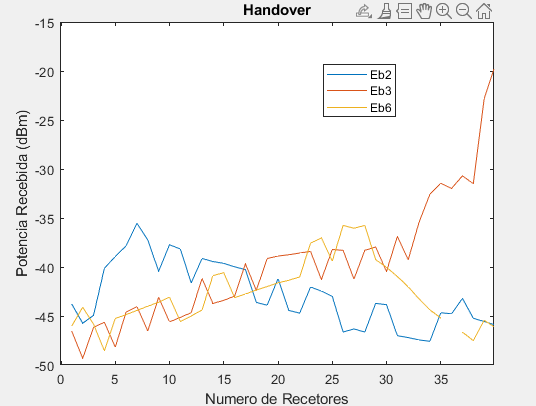 Handover
-15
-20
-25
-30
-35
-40
-45
-50
Potencia Recebida (dBm)
Eb2
Eb3
Eb6
0 5 10 15 20 25 30 35
Numero de Recetores